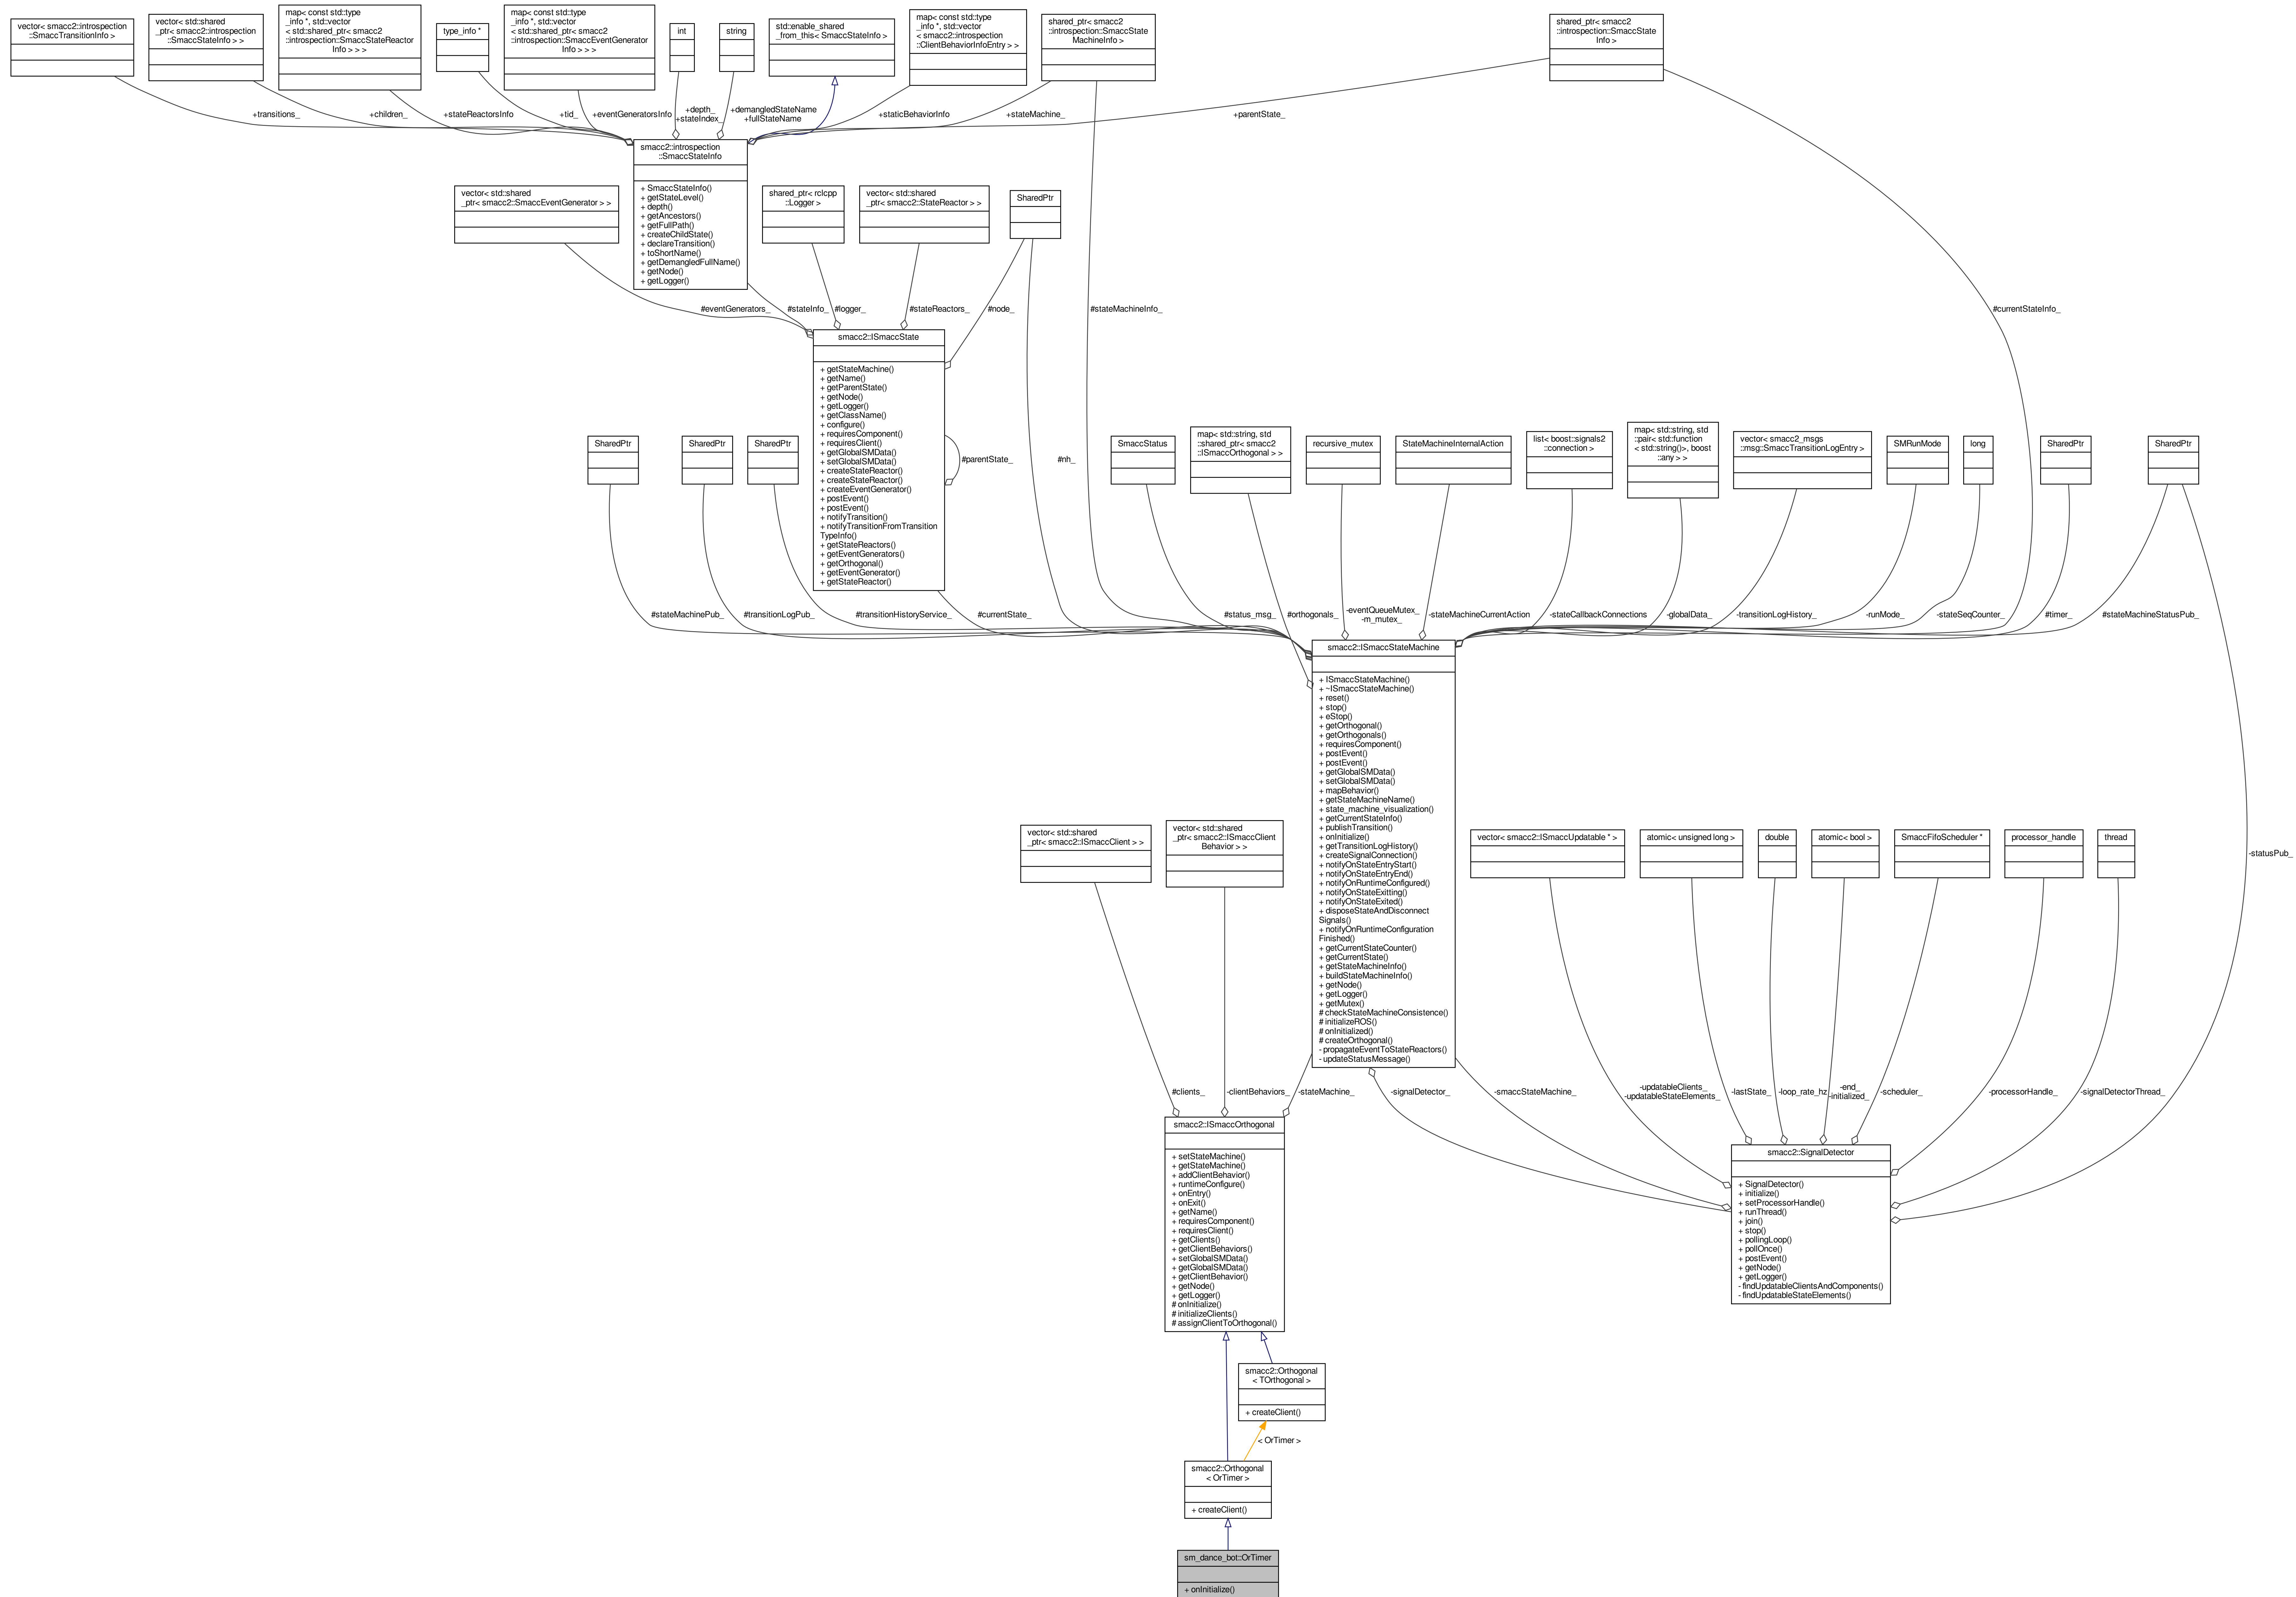 vector< smacc2::introspection
::SmaccTransitionInfo >
vector< std::shared
_ptr< smacc2::introspection
::SmaccStateInfo > >
map< const std::type
_info *, std::vector
< std::shared_ptr< smacc2
::introspection::SmaccStateReactor
Info > > >
type_info *
map< const std::type
_info *, std::vector
< std::shared_ptr< smacc2
::introspection::SmaccEventGenerator
Info > > >
int
string
std::enable_shared
_from_this< SmaccStateInfo >
map< const std::type
_info *, std::vector
< smacc2::introspection
::ClientBehaviorInfoEntry > >
shared_ptr< smacc2
::introspection::SmaccState
MachineInfo >
shared_ptr< smacc2
::introspection::SmaccState
Info >
+transitions_
+children_
+stateReactorsInfo
+tid_
+eventGeneratorsInfo
+depth_
+stateIndex_
+demangledStateName
+fullStateName
+staticBehaviorInfo
+stateMachine_
+parentState_
smacc2::introspection
::SmaccStateInfo
+ SmaccStateInfo()
+ getStateLevel()
+ depth()
+ getAncestors()
+ getFullPath()
+ createChildState()
+ declareTransition()
+ toShortName()
+ getDemangledFullName()
+ getNode()
+ getLogger()
vector< std::shared
_ptr< smacc2::SmaccEventGenerator > >
shared_ptr< rclcpp
::Logger >
vector< std::shared
_ptr< smacc2::StateReactor > >
SharedPtr
#eventGenerators_
#stateInfo_
#logger_
#stateReactors_
#node_
#stateMachineInfo_
#currentStateInfo_
smacc2::ISmaccState
+ getStateMachine()
+ getName()
+ getParentState()
+ getNode()
+ getLogger()
+ getClassName()
+ configure()
+ requiresComponent()
+ requiresClient()
+ getGlobalSMData()
+ setGlobalSMData()
+ createStateReactor()
+ createStateReactor()
+ createEventGenerator()
+ postEvent()
+ postEvent()
+ notifyTransition()
+ notifyTransitionFromTransition
TypeInfo()
+ getStateReactors()
+ getEventGenerators()
+ getOrthogonal()
+ getEventGenerator()
+ getStateReactor()
#parentState_
#nh_
SharedPtr
SharedPtr
SharedPtr
SmaccStatus
map< std::string, std
::shared_ptr< smacc2
::ISmaccOrthogonal > >
recursive_mutex
StateMachineInternalAction
list< boost::signals2
::connection >
map< std::string, std
::pair< std::function
< std::string()>, boost
::any > >
vector< smacc2_msgs
::msg::SmaccTransitionLogEntry >
SMRunMode
long
SharedPtr
SharedPtr
#stateMachinePub_
#transitionLogPub_
#transitionHistoryService_
#currentState_
#status_msg_
#orthogonals_
-eventQueueMutex_
-m_mutex_
-stateMachineCurrentAction
-stateCallbackConnections
-globalData_
-transitionLogHistory_
-runMode_
-stateSeqCounter_
#timer_
#stateMachineStatusPub_
smacc2::ISmaccStateMachine
+ ISmaccStateMachine()
+ ~ISmaccStateMachine()
+ reset()
+ stop()
+ eStop()
+ getOrthogonal()
+ getOrthogonals()
+ requiresComponent()
+ postEvent()
+ postEvent()
+ getGlobalSMData()
+ setGlobalSMData()
+ mapBehavior()
+ getStateMachineName()
+ state_machine_visualization()
+ getCurrentStateInfo()
+ publishTransition()
+ onInitialize()
+ getTransitionLogHistory()
+ createSignalConnection()
+ notifyOnStateEntryStart()
+ notifyOnStateEntryEnd()
+ notifyOnRuntimeConfigured()
+ notifyOnStateExitting()
+ notifyOnStateExited()
+ disposeStateAndDisconnect
Signals()
+ notifyOnRuntimeConfiguration
Finished()
+ getCurrentStateCounter()
+ getCurrentState()
+ getStateMachineInfo()
+ buildStateMachineInfo()
+ getNode()
+ getLogger()
+ getMutex()
# checkStateMachineConsistence()
# initializeROS()
# onInitialized()
# createOrthogonal()
- propagateEventToStateReactors()
- updateStatusMessage()
vector< std::shared
_ptr< smacc2::ISmaccClient > >
vector< std::shared
_ptr< smacc2::ISmaccClient
Behavior > >
vector< smacc2::ISmaccUpdatable * >
atomic< unsigned long >
double
atomic< bool >
SmaccFifoScheduler *
processor_handle
thread
-statusPub_
#clients_
-clientBehaviors_
-stateMachine_
-signalDetector_
-smaccStateMachine_
-updatableClients_
-updatableStateElements_
-lastState_
-loop_rate_hz
-end_
-initialized_
-scheduler_
-processorHandle_
-signalDetectorThread_
smacc2::ISmaccOrthogonal
+ setStateMachine()
+ getStateMachine()
+ addClientBehavior()
+ runtimeConfigure()
+ onEntry()
+ onExit()
+ getName()
+ requiresComponent()
+ requiresClient()
+ getClients()
+ getClientBehaviors()
+ setGlobalSMData()
+ getGlobalSMData()
+ getClientBehavior()
+ getNode()
+ getLogger()
# onInitialize()
# initializeClients()
# assignClientToOrthogonal()
smacc2::SignalDetector
+ SignalDetector()
+ initialize()
+ setProcessorHandle()
+ runThread()
+ join()
+ stop()
+ pollingLoop()
+ pollOnce()
+ postEvent()
+ getNode()
+ getLogger()
- findUpdatableClientsAndComponents()
- findUpdatableStateElements()
smacc2::Orthogonal
< TOrthogonal >
+ createClient()
< OrTimer >
smacc2::Orthogonal
< OrTimer >
+ createClient()
sm_dance_bot::OrTimer
+ onInitialize()